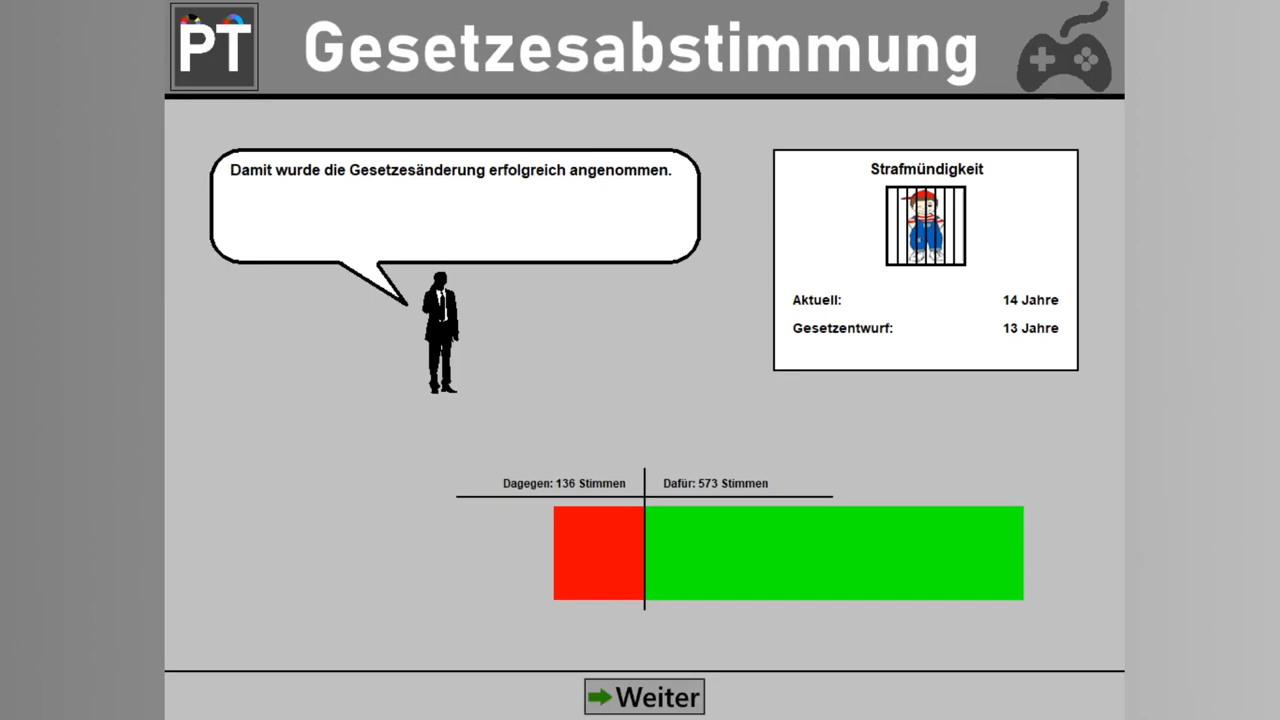 PT
Gesetzesabstimmung
Damit wurde die Gesetzesänderung erfolgreich angenommen.
Strafmündigkeit
Aktuell: 14 Jahre
Gesetzentwurf: 13 Jahre
Dagegen: 136 Stimmen
Dafür: 573 Stimmen
Weiter